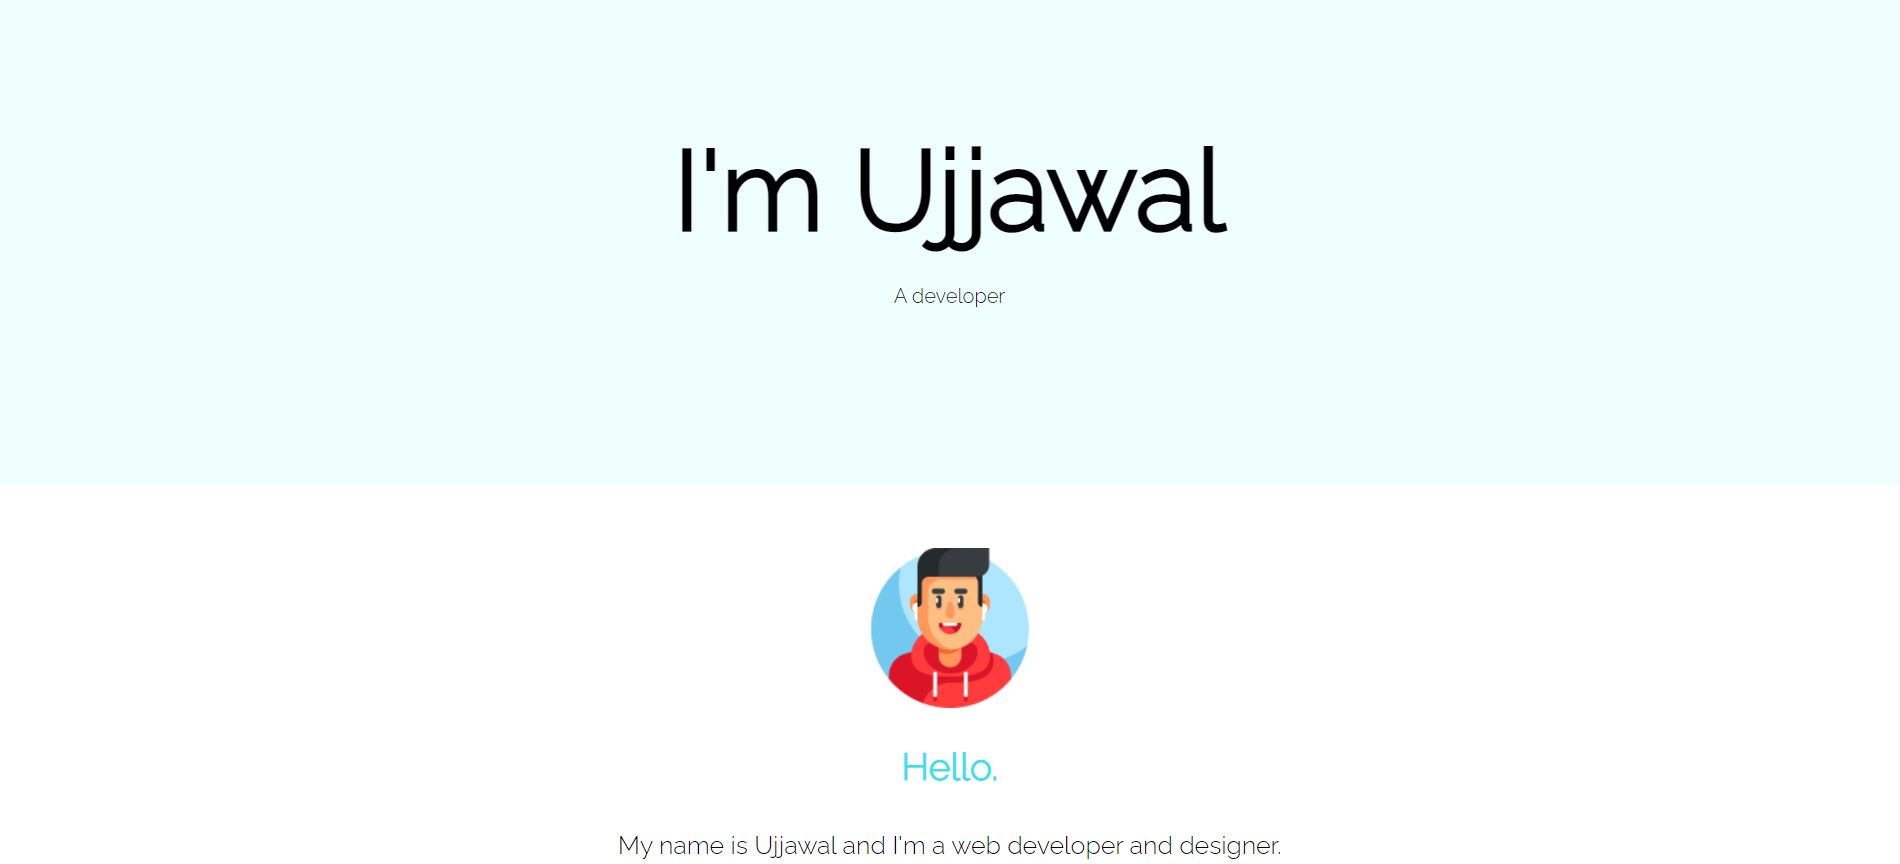 I'm Ujjawal
A developer
Hello.
My name is Ujjawal and I'm a web developer and designer.